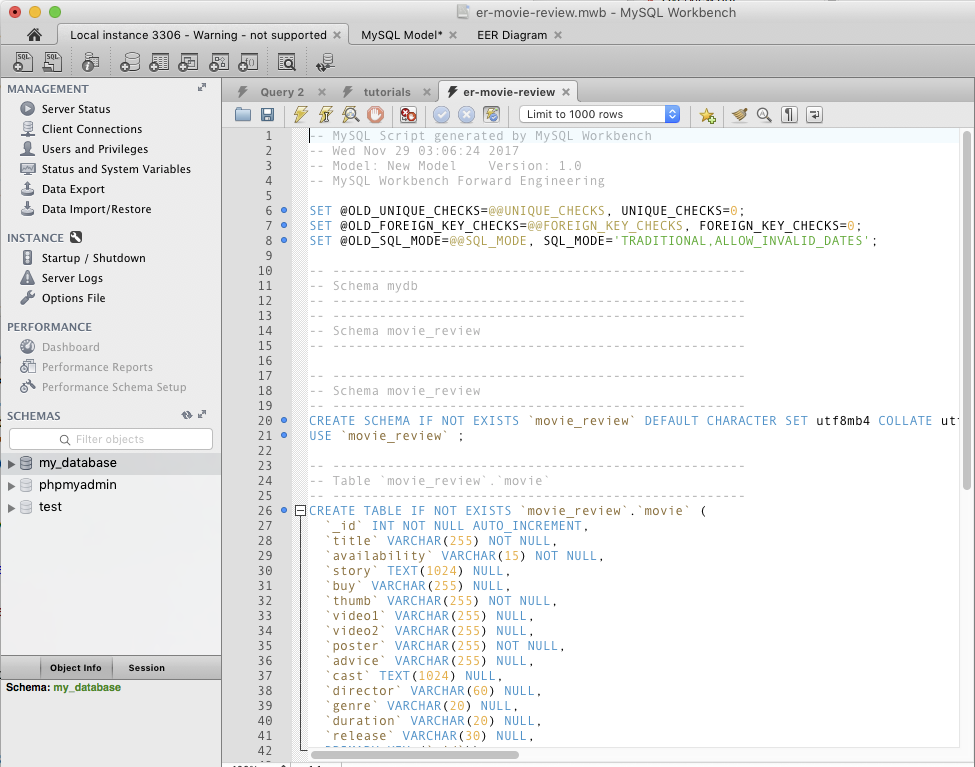 er-movie-review.mwb - MySQL Workbench
Local instance 3306 - Warning - not supported
MySQL Model*
EER Diagram
MANAGEMENT
Server Status
Client Connections
Users and Privileges
Status and System Variables
Data Export
Data Import/Restore
INSTANCE
Startup / Shutdown
Server Logs
Options File
PERFORMANCE
Dashboard
Performance Reports
Performance Schema Setup
SCHEMAS
Filter objects
my_database
phpmyadmin
test
Object Info Session
Schema: my_database
Query 2
tutorials
er-movie-review
Limit to 1000 rows
1 -- MySQL Script generated by MySQL Workbench
2 -- Wed Nov 29 03:06:24 2017
3 -- Model: New Model    Version: 1.0
4 -- MySQL Workbench Forward Engineering
5
6 SET @OLD_UNIQUE_CHECKS=@@UNIQUE_CHECKS, UNIQUE_CHECKS=0;
7 SET @OLD_FOREIGN_KEY_CHECKS=@@FOREIGN_KEY_CHECKS, FOREIGN_KEY_CHECKS=0;
8 SET @OLD_SQL_MODE=@@SQL_MODE, SQL_MODE='TRADITIONAL,ALLOW_INVALID_DATES';
9
10 -- -----------------------------------------------------
11 -- Schema mydb
12 -- -----------------------------------------------------
13 -- -----------------------------------------------------
14 -- Schema movie_review
15 -- -----------------------------------------------------
16
17 -- -----------------------------------------------------
18 -- Schema movie_review
19 -- -----------------------------------------------------
20 CREATE SCHEMA IF NOT EXISTS `movie_review` DEFAULT CHARACTER SET utf8mb4 COLLATE utf
21 USE `movie_review` ;
22
23 -- -----------------------------------------------------
24 -- Table `movie_review`.`movie`
25 -- -----------------------------------------------------
26 CREATE TABLE IF NOT EXISTS `movie_review`.`movie` (
27 `_id` INT NOT NULL AUTO_INCREMENT,
28 `title` VARCHAR(255) NOT NULL,
29 `availability` VARCHAR(15) NOT NULL,
30 `story` TEXT(1024) NULL,
31 `buy` VARCHAR(255) NULL,
32 `thumb` VARCHAR(255) NOT NULL,
33 `video1` VARCHAR(255) NULL,
34 `video2` VARCHAR(255) NULL,
35 `poster` VARCHAR(255) NOT NULL,
36 `advice` VARCHAR(255) NULL,
37 `cast` TEXT(1024) NULL,
38 `director` VARCHAR(60) NULL,
39 `genre` VARCHAR(20) NULL,
40 `duration` VARCHAR(20) NULL,
41 `release` VARCHAR(30) NULL,
42